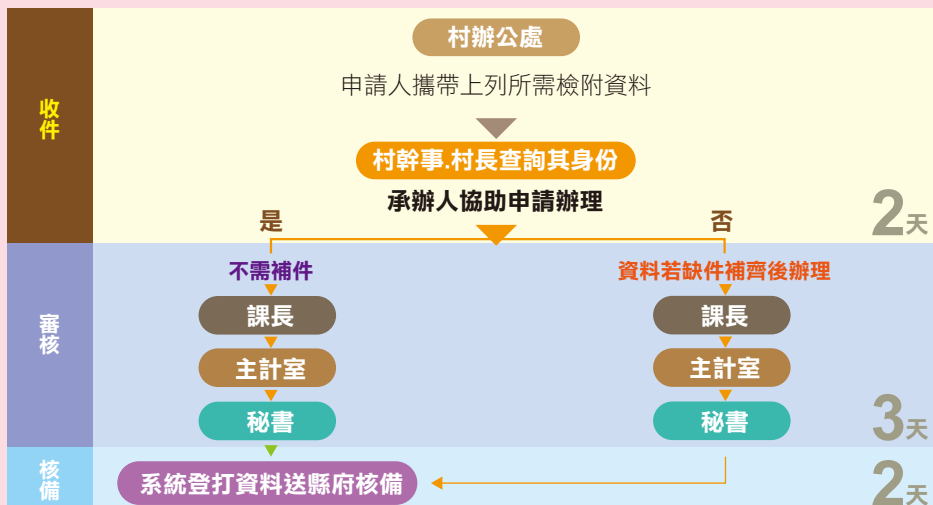 收件
村辦公處
申請人攜帶上列所需檢附資料
村幹事.村長查詢其身份
承辦人協助申請辦理
2天
是
否
審核
不需補件
資料若缺件補齊後辦理
課長
課長
主計室
主計室
秘書
秘書
3天
核備
系統登打資料送縣府核備
2天